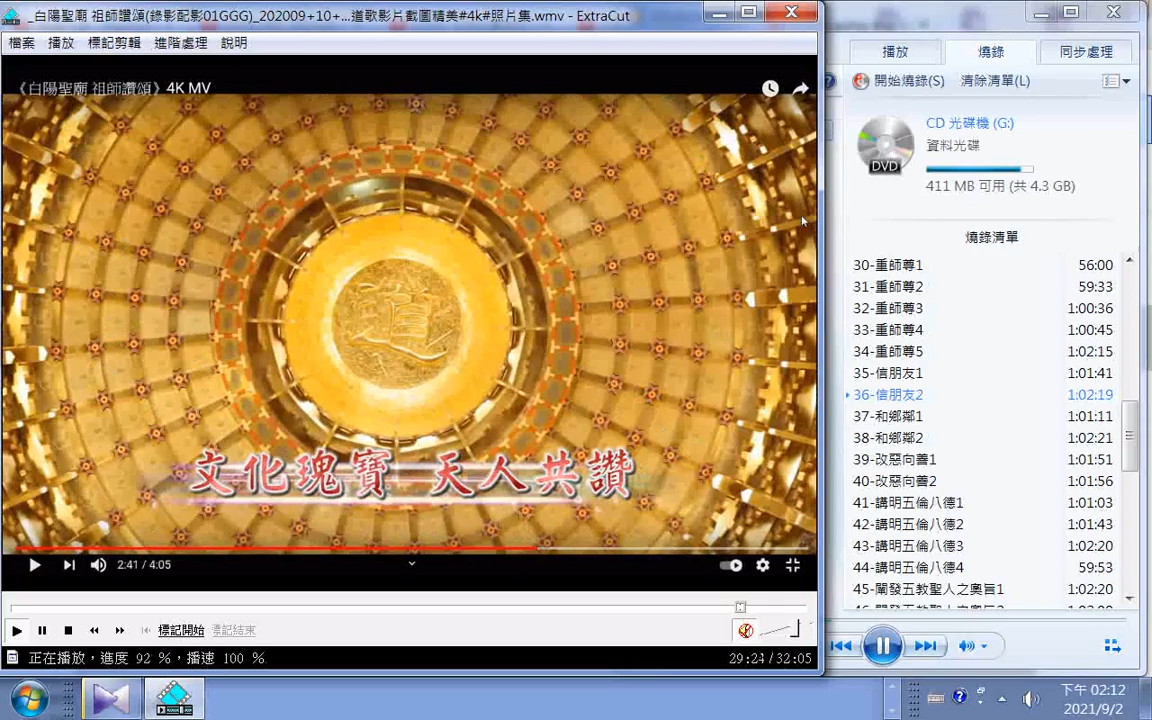 _白陽聖廟 祖師讚頌(錄影配影01GGG)_202009+10+...道歌影片截圖精美#4k#照片集.wmv - ExtraCut
檔案 播放 標記剪輯 進階處理 說明
《白陽聖廟 祖師讚頌》4K MV
文化瑰寶 天人共讚
2:41 / 4:05
標記開始 標記結束
正在播放，進度 92 %，播速 100 %
29:24/32:05
播放 燒錄 同步處理
開始燒錄(S) 清除清單(L)
CD 光碟機 (G:)
資料光碟
DVD
411 MB 可用 (共 4.3 GB)
燒錄清單
30-重師尊1 56:00
31-重師尊2 59:33
32-重師尊3 1:00:36
33-重師尊4 1:00:45
34-重師尊5 1:02:15
35-信朋友1 1:01:41
36-信朋友2 1:02:19
37-和鄉鄰1 1:01:11
38-和鄉鄰2 1:02:21
39-改惡向善1 1:01:51
40-改惡向善2 1:01:56
41-講明五倫八德1 1:01:03
42-講明五倫八德2 1:01:43
43-講明五倫八德3 1:02:20
44-講明五倫八德4 59:53
45-闡發五教聖人之奧旨1 1:02:20
下午 02:12
2021/9/2